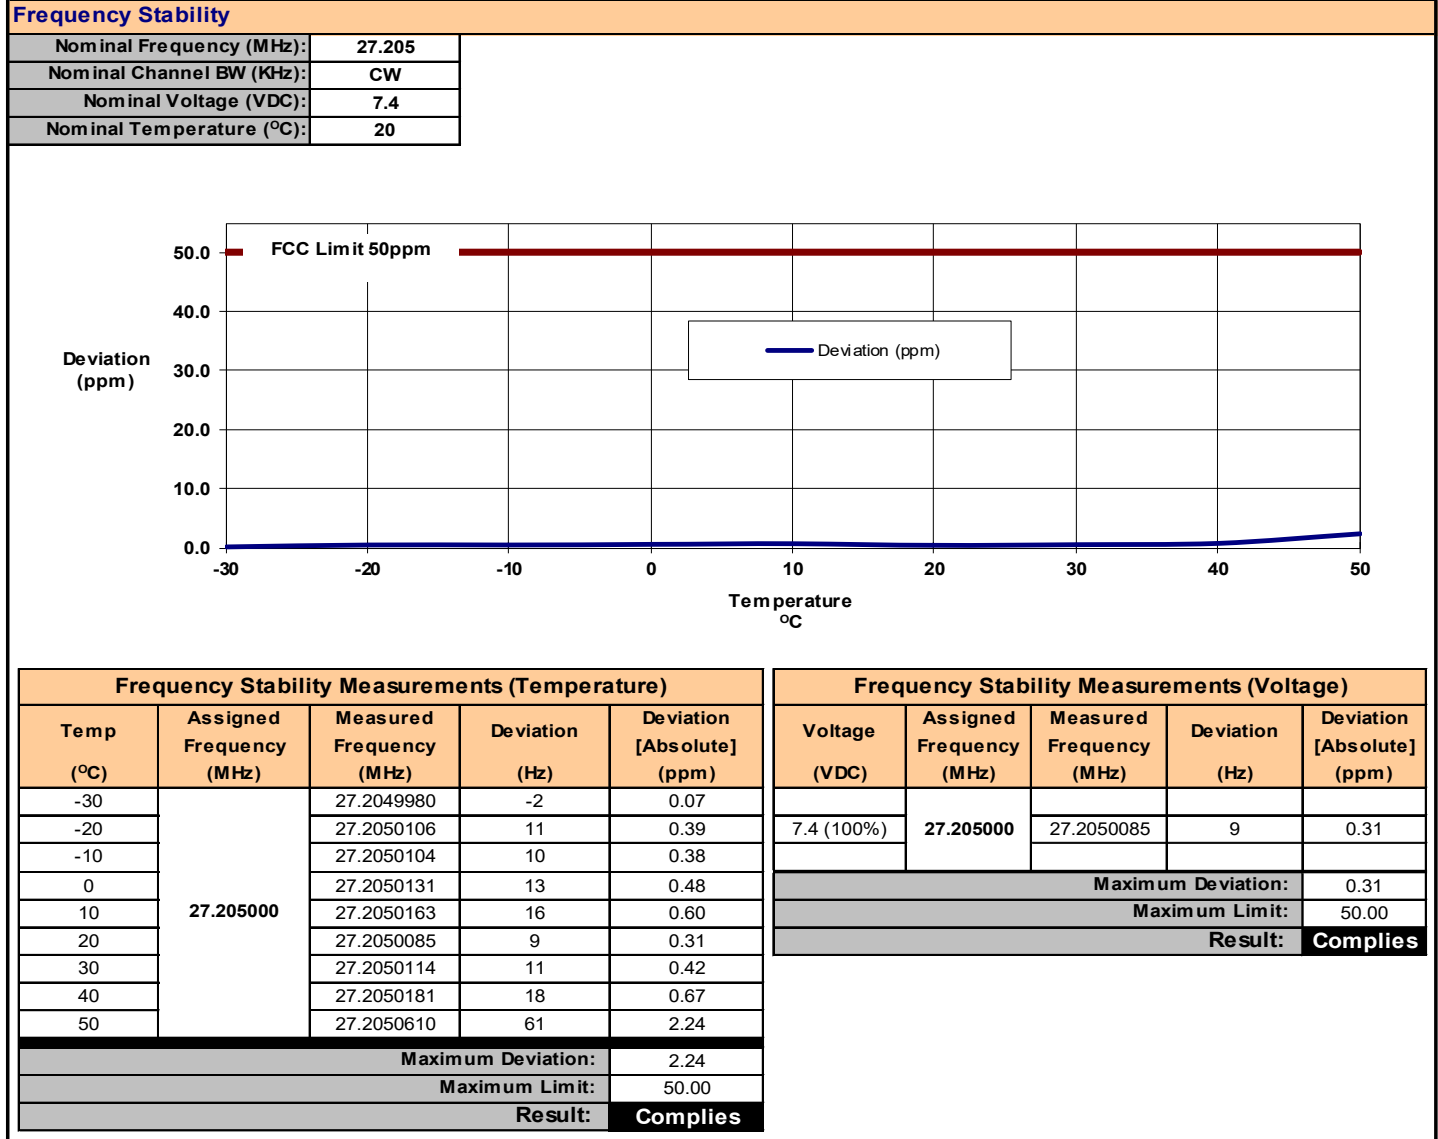 Frequency Stability
Nominal Frequency (MHz): 27.205
Nominal Channel BW (KHz): CW
Nominal Voltage (VDC): 7.4
Nominal Temperature (ᴼC): 20
50.0 FCC Limit 50ppm
40.0
Deviation (ppm)
Deviation
(ppm)
30.0
20.0
10.0
0.0
-30 -20 -10 0 10 20 30 40 50
Temperature
ᴼC
Frequency Stability Measurements (Temperature)
Temp Assigned Measured Deviation Deviation
Frequency Frequency [Absolute]
(ᴼC) (MHz) (MHz) (Hz) (ppm)
-30 27.2049980 -2 0.07
-20 27.2050106 11 0.39
-10 27.2050104 10 0.38
0 27.2050131 13 0.48
10 27.205000 27.2050163 16 0.60
20 27.2050085 9 0.31
30 27.2050114 11 0.42
40 27.2050181 18 0.67
50 27.2050610 61 2.24
Maximum Deviation: 2.24
Maximum Limit: 50.00
Result: Complies
Frequency Stability Measurements (Voltage)
Voltage Assigned Measured Deviation Deviation
Frequency Frequency [Absolute]
(VDC) (MHz) (MHz) (Hz) (ppm)
7.4 (100%) 27.205000 27.2050085 9 0.31
Maximum Deviation: 0.31
Maximum Limit: 50.00
Result: Complies